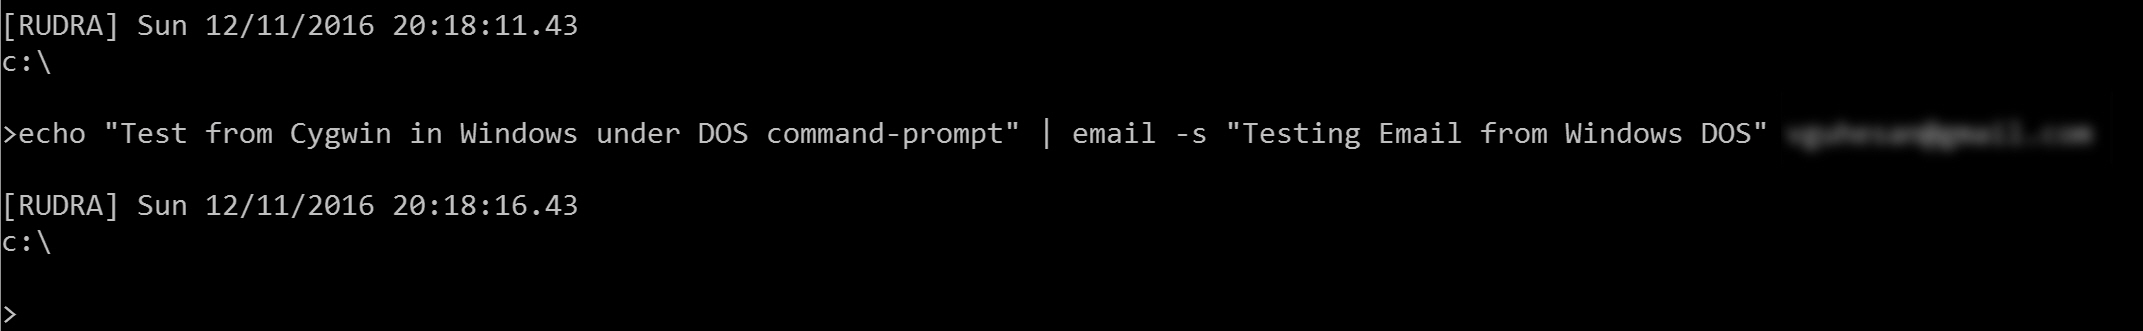 [RUDRA] Sun 12/11/2016 20:18:11.43
c:\
>echo "Test from Cygwin in Windows under DOS command-prompt" | email -s "Testing Email from Windows DOS"
[RUDRA] Sun 12/11/2016 20:18:16.43
c:\
>